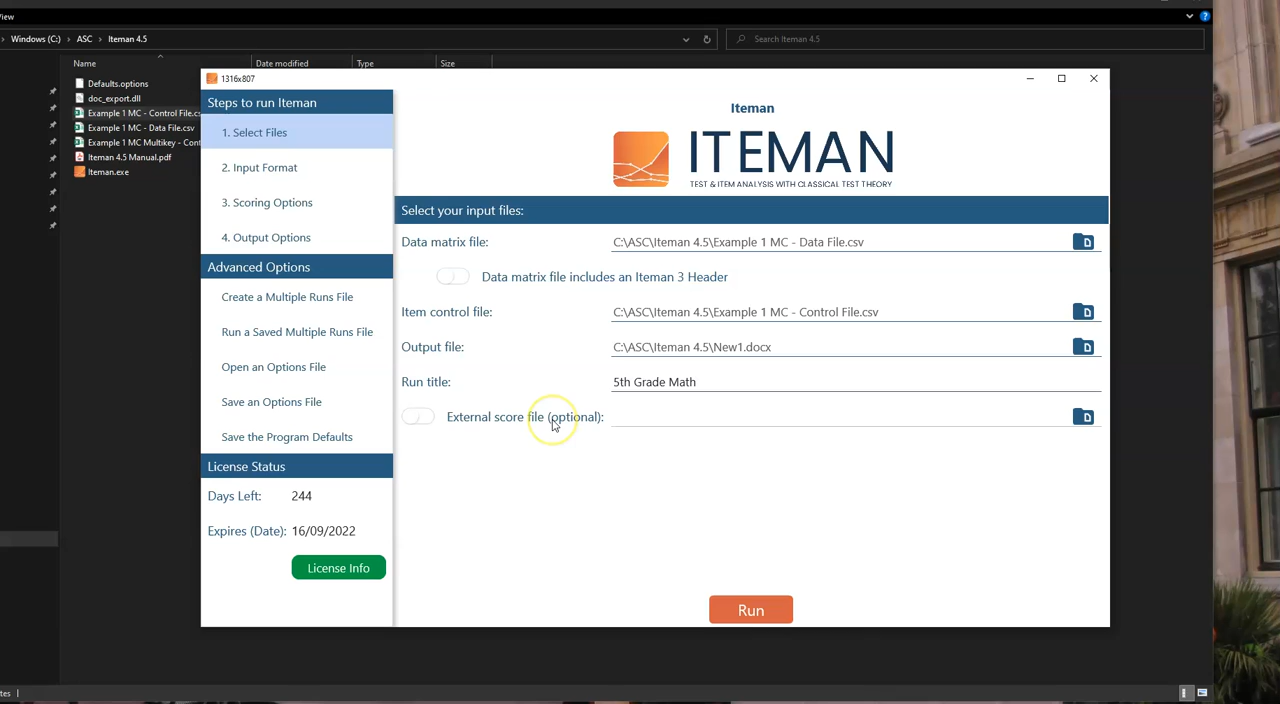 View
Windows (C:) > ASC > Iteman 4.5
Search Iteman 4.5
Name Date modified Type Size
Defaults.options
doc_export.dll
Example 1 MC - Control File.cs
Example 1 MC - Data File.csv
Example 1 MC Multikey - Cont
Iteman 4.5 Manual.pdf
Iteman.exe
1316x807
Steps to run Iteman
1. Select Files
2. Input Format
3. Scoring Options
4. Output Options
Advanced Options
Create a Multiple Runs File
Run a Saved Multiple Runs File
Open an Options File
Save an Options File
Save the Program Defaults
License Status
Days Left: 244
Expires (Date): 16/09/2022
License Info
Iteman
ITEMAN
TEST & ITEM ANALYSIS WITH CLASSICAL TEST THEORY
Select your input files:
Data matrix file: C:\ASC\Iteman 4.5\Example 1 MC - Data File.csv
Data matrix file includes an Iteman 3 Header
Item control file: C:\ASC\Iteman 4.5\Example 1 MC - Control File.csv
Output file: C:\ASC\Iteman 4.5\New1.docx
Run title: 5th Grade Math
External score file (optional):
Run